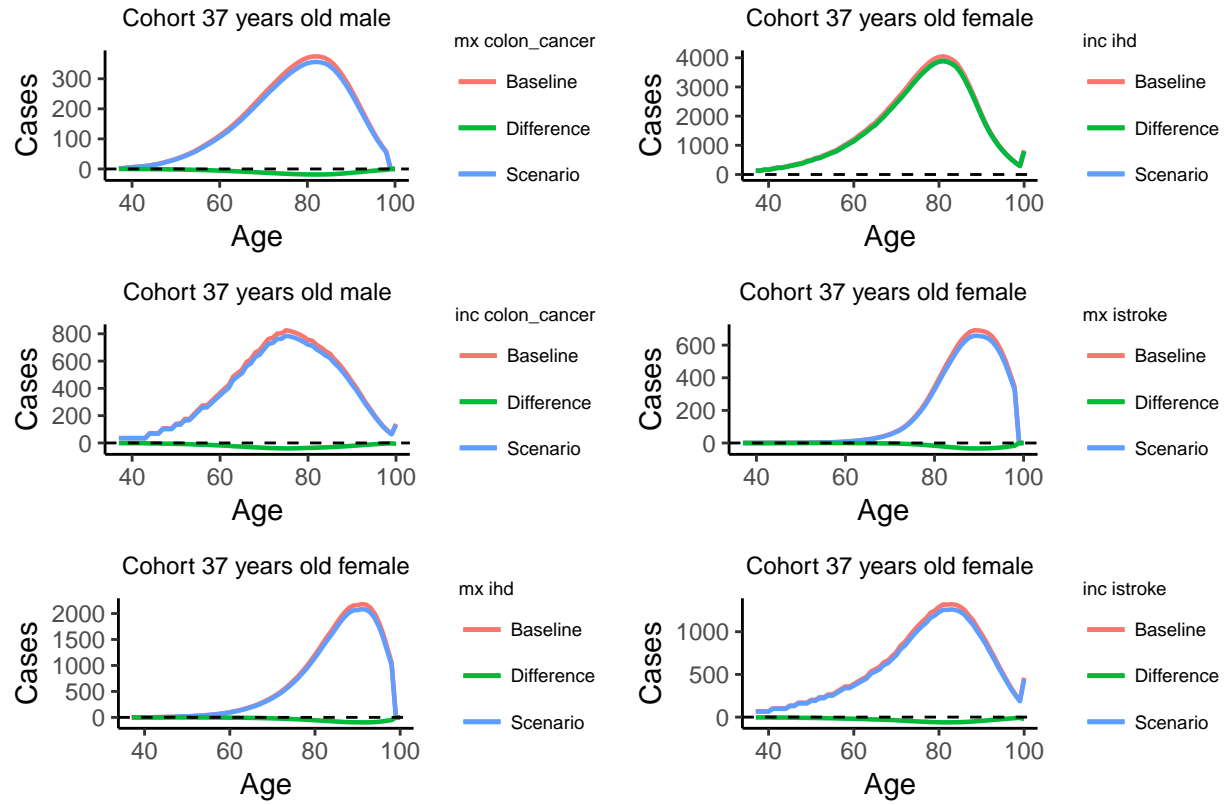 Cohort 37 years old male
mx colon_cancer
Cases
300
200
100
0
40 60 80 100
Age
Baseline
Difference
Scenario
Cohort 37 years old female
inc ihd
Cases
4000
3000
2000
1000
0
40 60 80 100
Age
Baseline
Difference
Scenario
Cohort 37 years old male
inc colon_cancer
Cases
800
600
400
200
0
40 60 80 100
Age
Baseline
Difference
Scenario
Cohort 37 years old female
mx istroke
Cases
600
400
200
0
40 60 80 100
Age
Baseline
Difference
Scenario
Cohort 37 years old female
mx ihd
Cases
2000
1500
1000
500
0
40 60 80 100
Age
Baseline
Difference
Scenario
Cohort 37 years old female
inc istroke
Cases
1000
500
0
40 60 80 100
Age
Baseline
Difference
Scenario